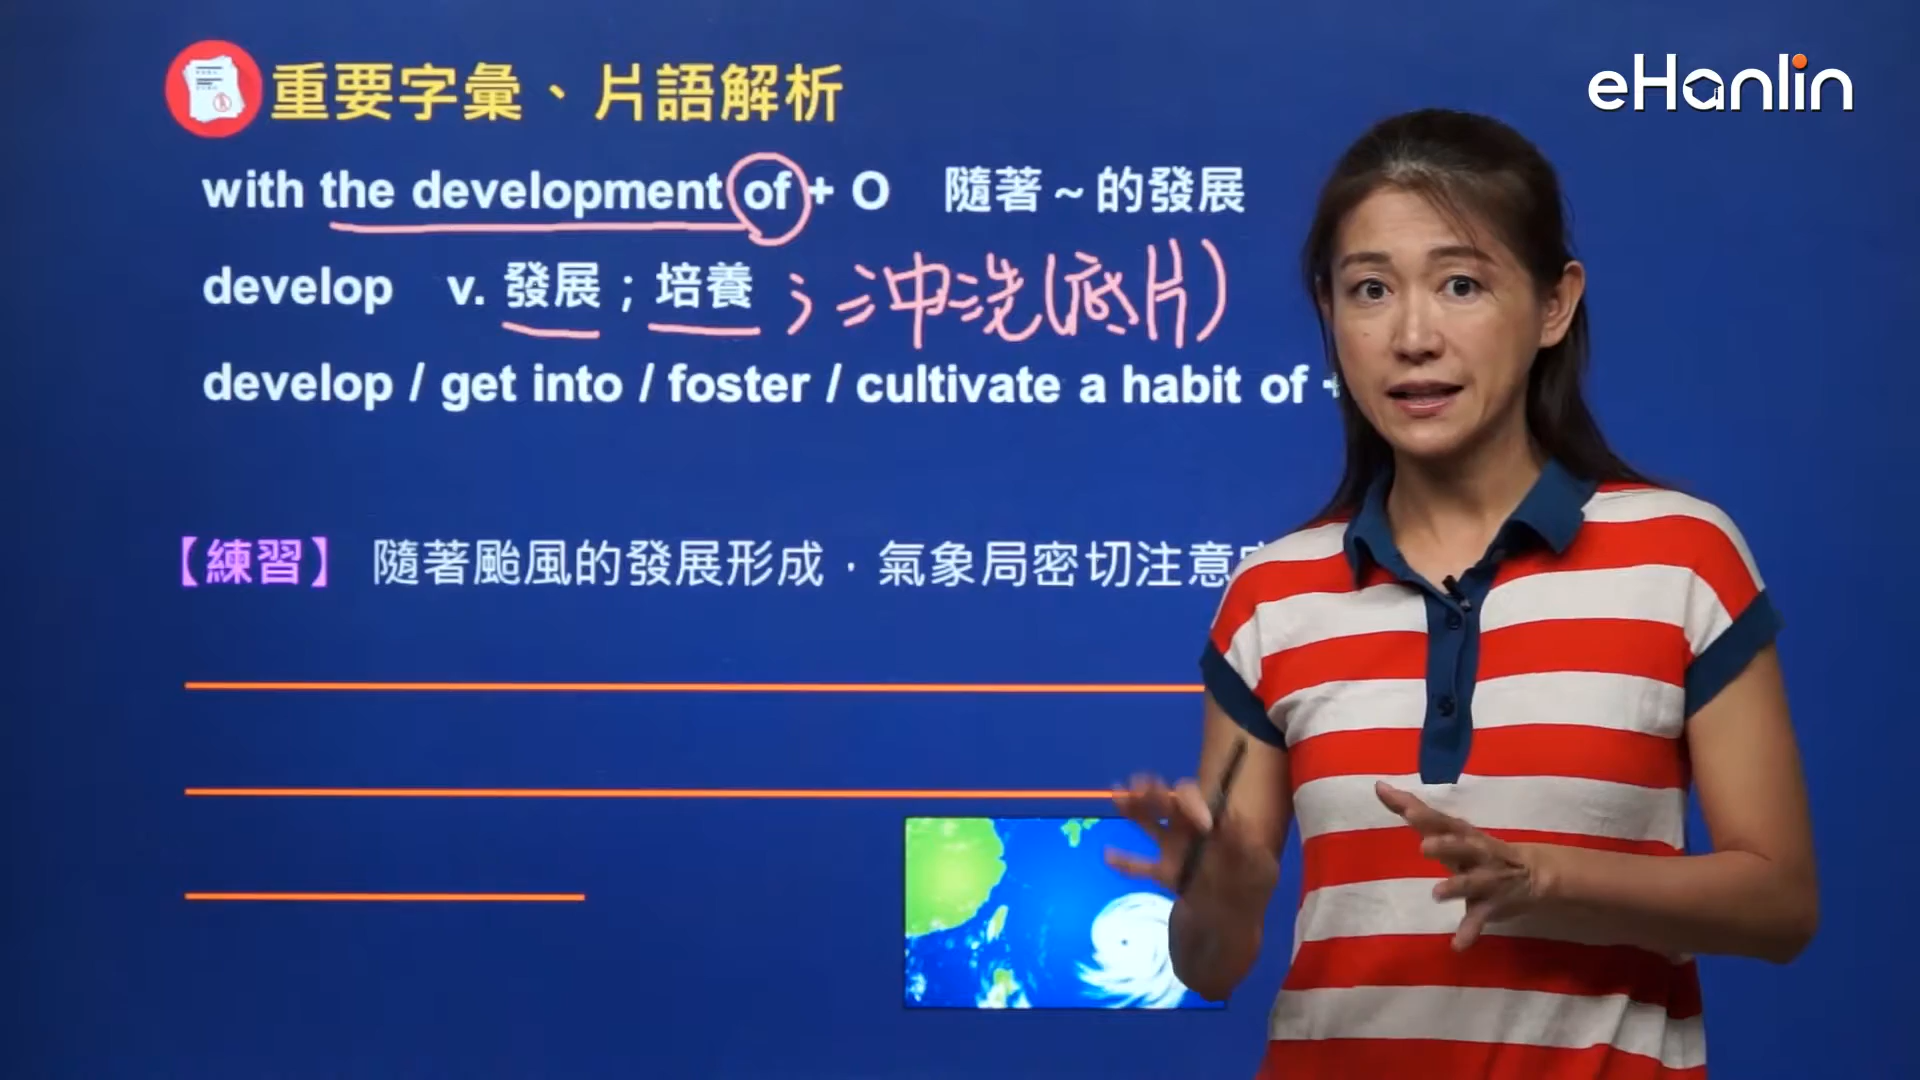 eHanlin
重要字彙、片語解析
with the development of + O 隨著~的發展
develop v. 發展；培養；沖洗(底片)
develop / get into / foster / cultivate a habit of +
【練習】 隨著颱風的發展形成，氣象局密切注意